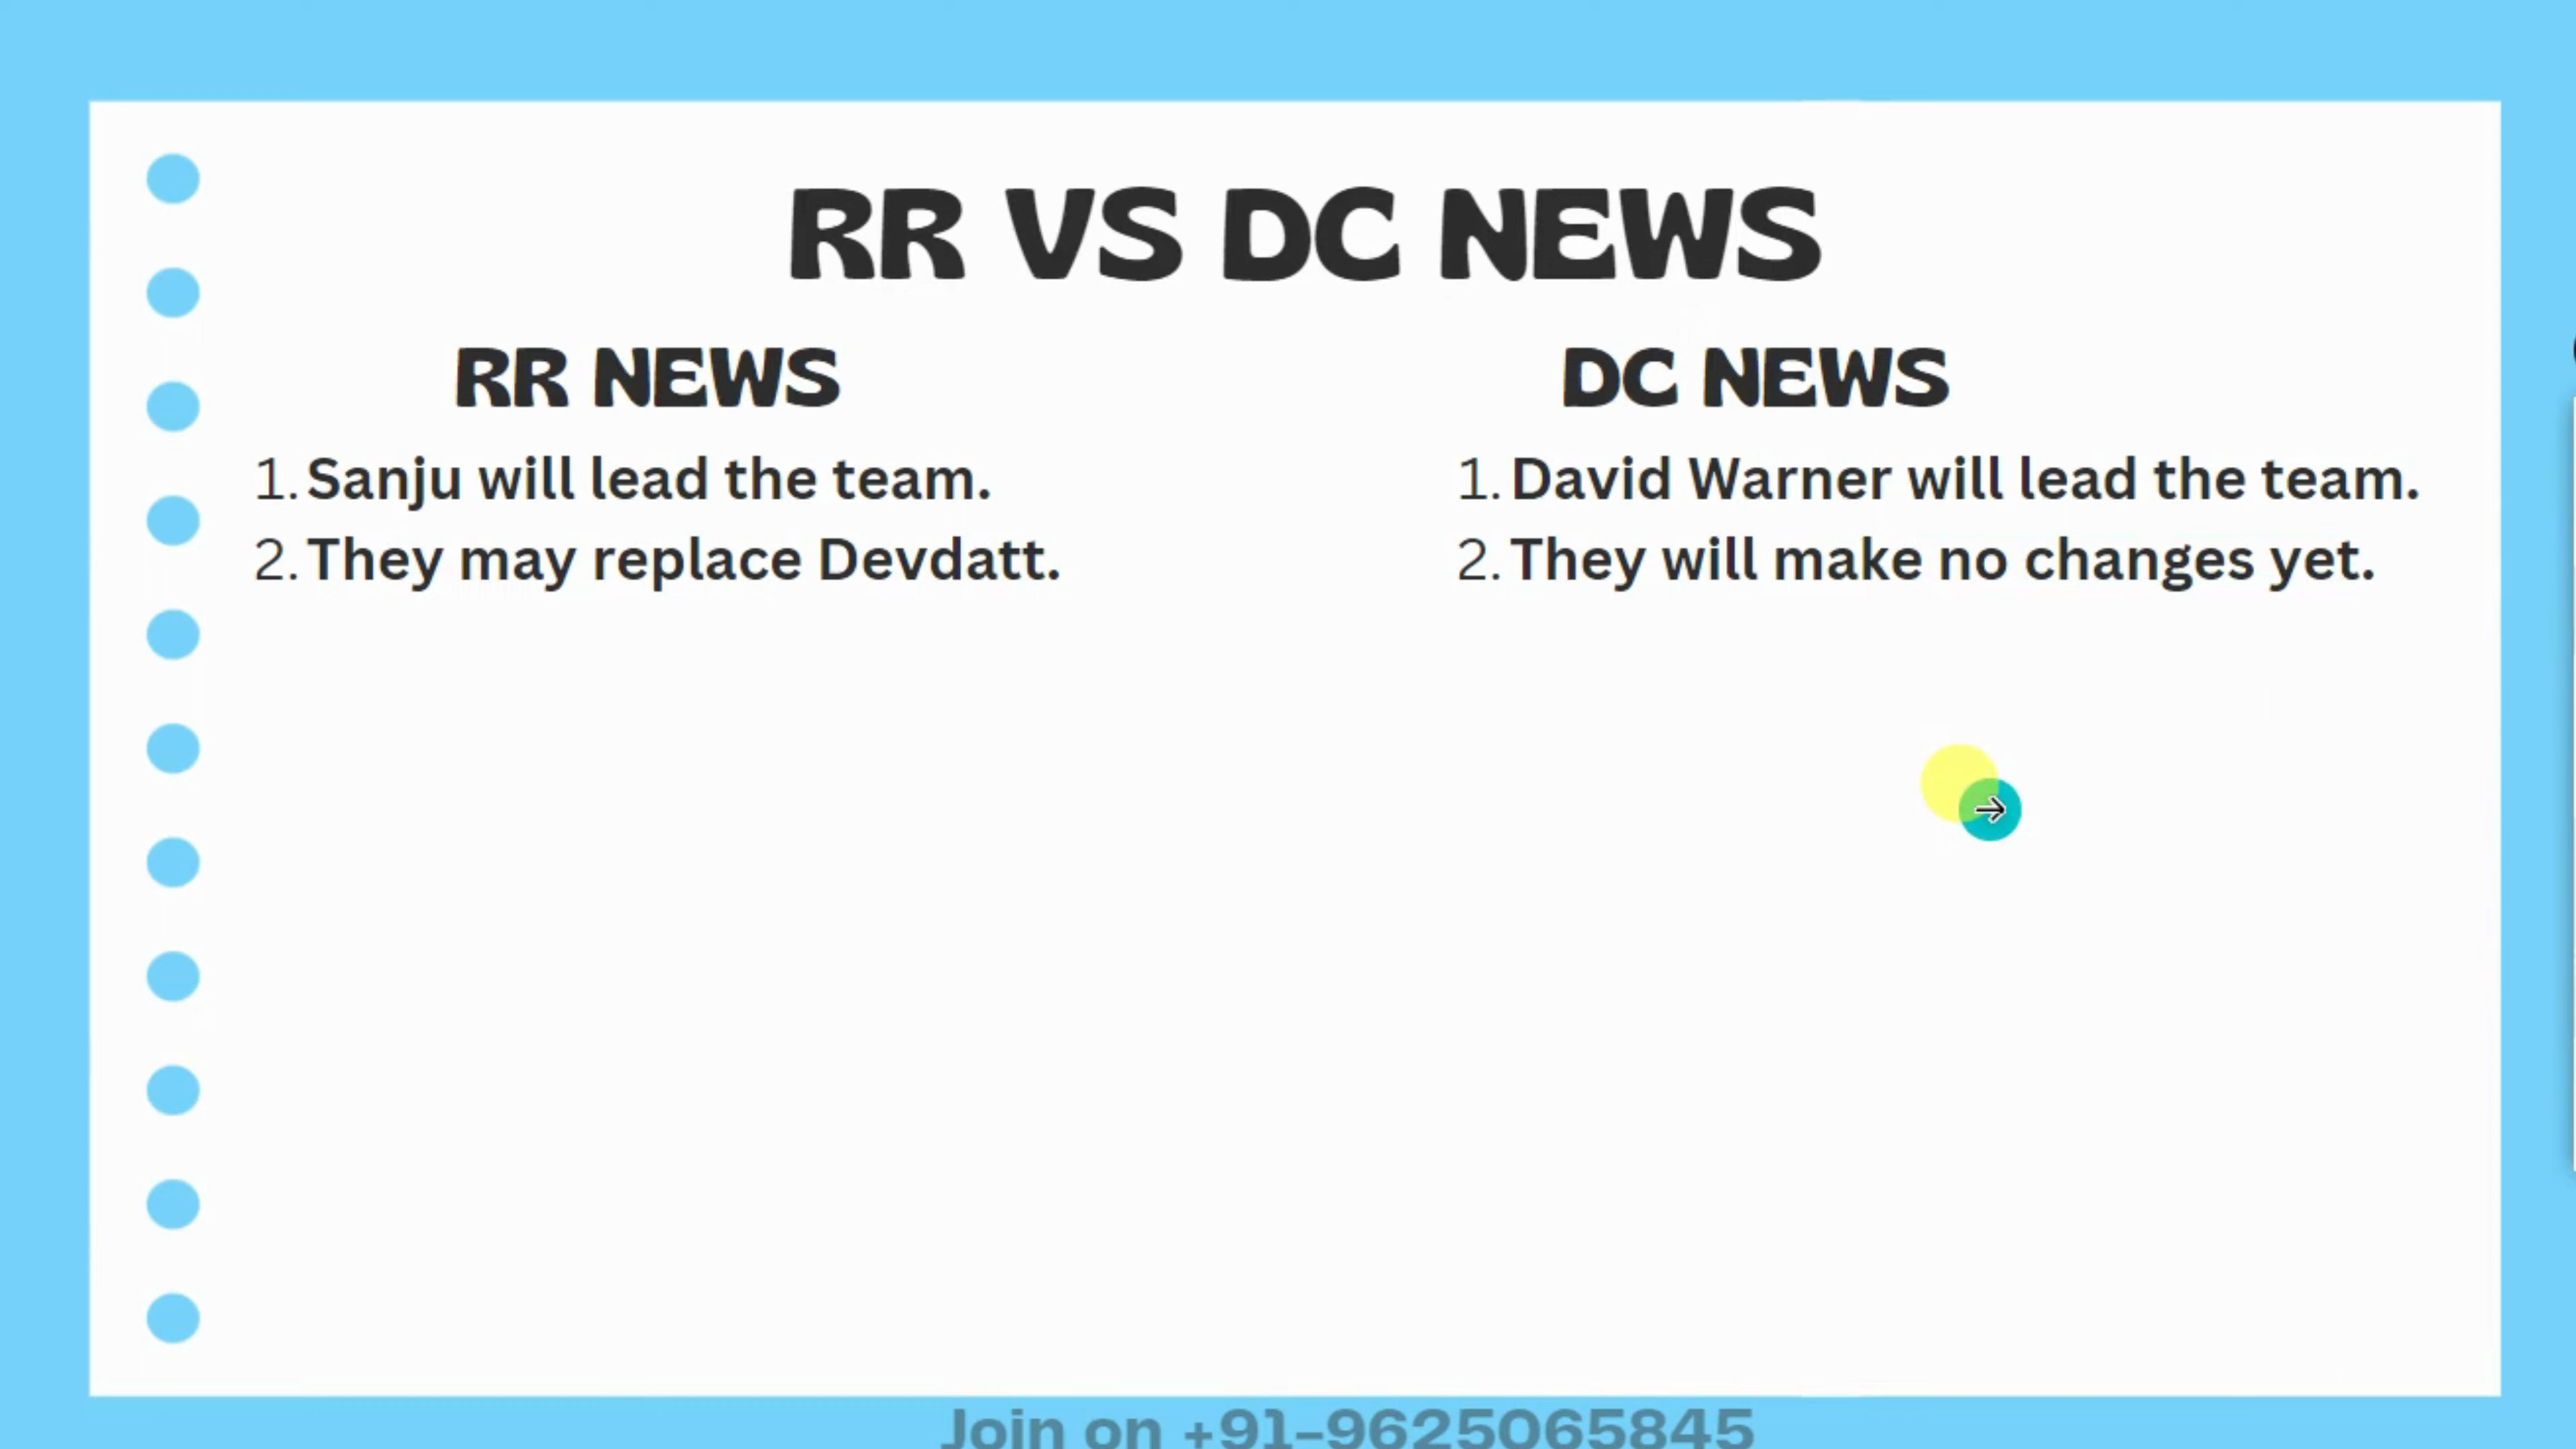 RR VS DC NEWS
RR NEWS
1. Sanju will lead the team.
2. They may replace Devdatt.
DC NEWS
1. David Warner will lead the team.
2. They will make no changes yet.
Join on +91-9625065845